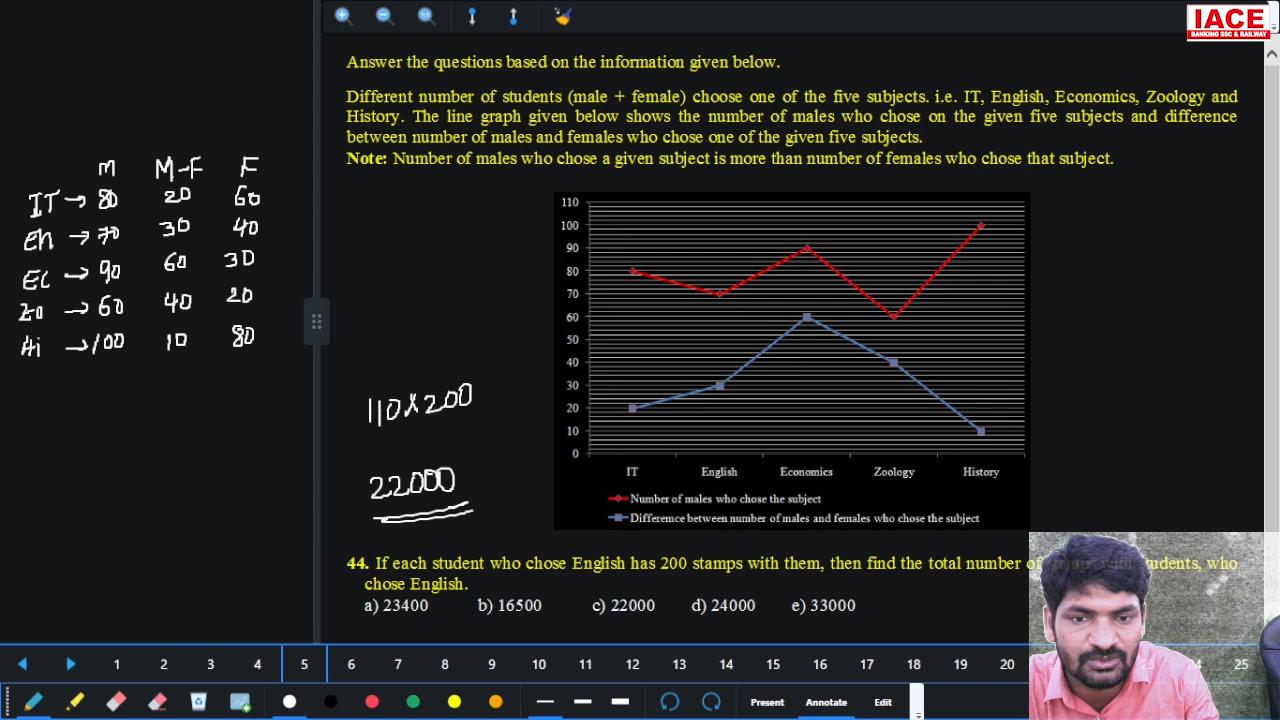 IACE
BANKING SSC & RAILWAY
Answer the questions based on the information given below.
Different number of students (male + female) choose one of the five subjects. i.e. IT, English, Economics, Zoology and
History. The line graph given below shows the number of males who chose on the given five subjects and difference
between number of males and females who chose one of the given five subjects.
Note: Number of males who chose a given subject is more than number of females who chose that subject.
M M-F F
IT → 80 20 60
En → 70 30 40
EC → 90 60 30
Zo → 60 40 20
Hi → 100 10 80
110 x 200
22000
110
100
90
80
70
60
50
40
30
20
10
0
IT English Economics Zoology History
Number of males who chose the subject
Differemce between number of males and females who chose the subject
44. If each student who chose English has 200 stamps with them, then find the total number of students, who
chose English.
a) 23400 b) 16500 c) 22000 d) 24000 e) 33000
1 2 3 4 5 6 7 8 9 10 11 12 13 14 15 16 17 18 19 20 21 22 23 24 25
Present Annotate Edit